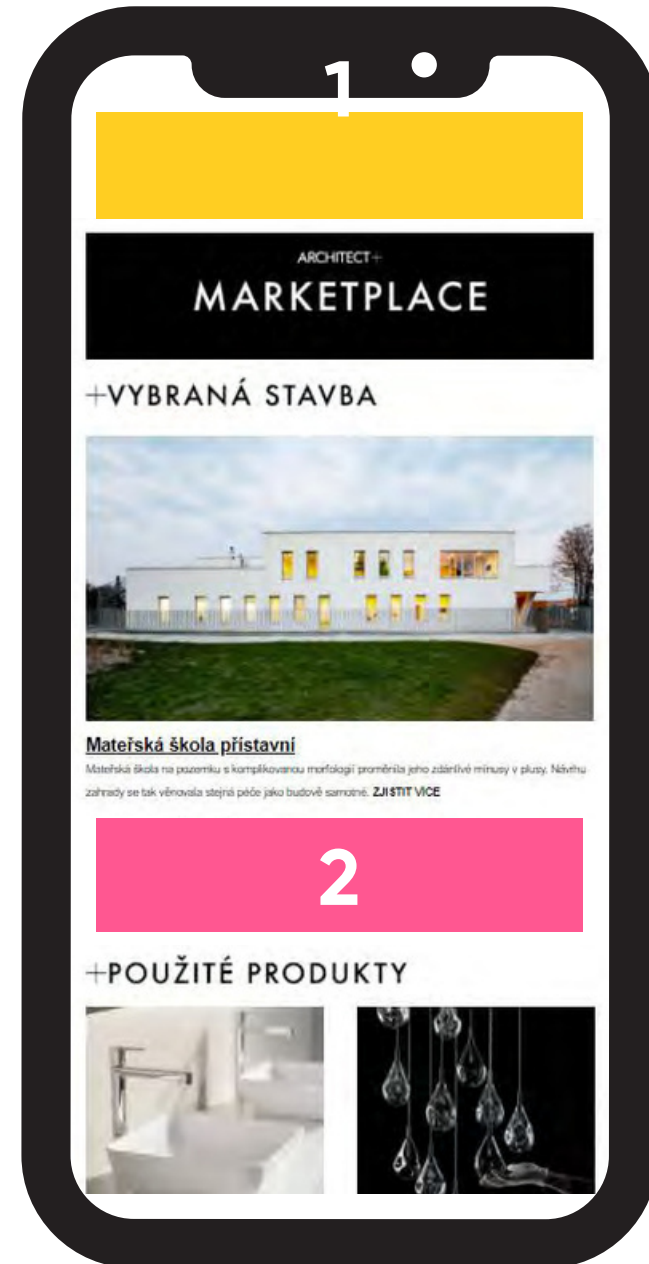 1
ARCHITECT+
MARKETPLACE
+VYBRANÁ STAVBA
Mateřská škola přístavní
Mateřská škola na pozemku s komplikovanou morfologií proměnila jeho zdánlivé minusy v plusy. Návrhu
zahrady se tak věnovala stejná péče jako budově samotné. ZJISTIT VÍCE
2
+POUŽITÉ PRODUKTY